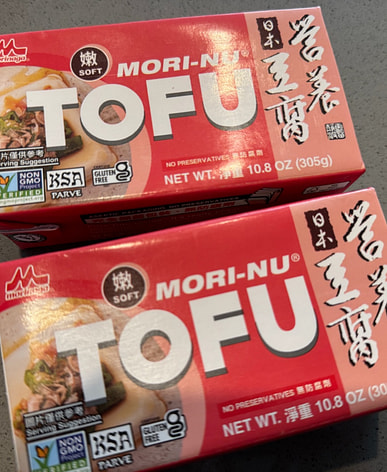 morinaga
嫩
SOFT
MORI-NU®
TOFU
日本
營養
豆腐
片僅供參考
Serving Suggestion
NON
GMO
Project
VERIFIED
KSA
PARVE
GLUTEN
FREE
NO PRESERVATIVES 無防腐劑
NET WT. 淨重 10.8 OZ (305g)
morinaga
嫩
SOFT
MORI-NU®
TOFU
日本
營養
豆腐
圖片僅供參考
Serving Suggestion
NON
GMO
Project
VERIFIED
KSA
PARVE
GLUTEN
FREE
NO PRESERVATIVES 無防腐劑
NET WT. 淨重 10.8 OZ (30